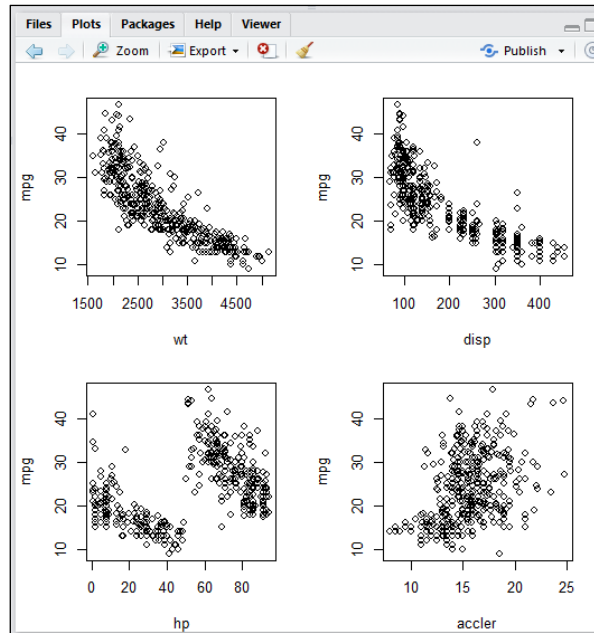 Files Plots Packages Help Viewer
Zoom Export Publish
mpg
40
30
20
10
1500 2500 3500 4500
wt
mpg
40
30
20
10
100 200 300 400
disp
mpg
40
30
20
10
0 20 40 60 80
hp
mpg
40
30
20
10
10 15 20 25
accler